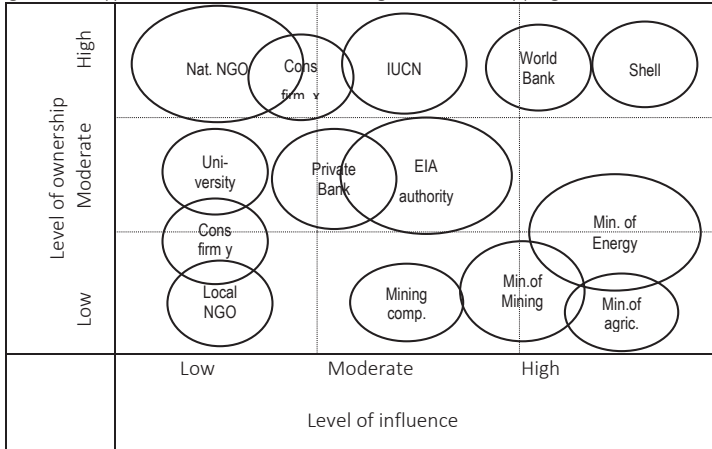 High
Nat. NGO
Cons
firm x
IUCN
World
Bank
Shell
Level of ownership
Moderate
Uni-
versity
Private
Bank
EIA
authority
Cons
firm y
Min. of
Energy
Low
Local
NGO
Mining
comp.
Min.of
Mining
Min.of
agric.
Low
Moderate
High
Level of influence